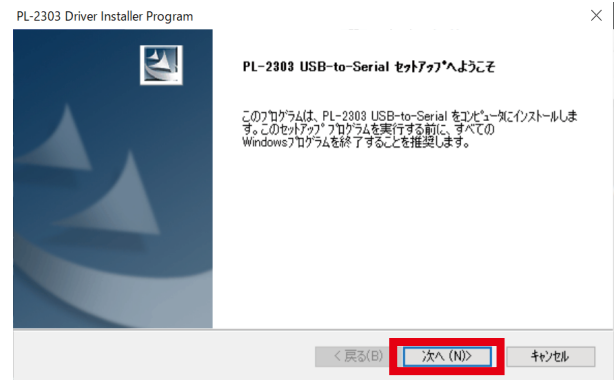 PL-2303 Driver Installer Program
PL-2303 USB-to-Serial ｾｯﾄｱｯﾌﾟへようこそ
このﾌﾟﾛｸﾞﾗﾑは、PL-2303 USB-to-Serial をｺﾝﾋﾟｭｰﾀにインストールしま
す。このｾｯﾄｱｯﾌﾟ ﾌﾟﾛｸﾞﾗﾑを実行する前に、すべての
Windowsﾌﾟﾛｸﾞﾗﾑを終了することを推奨します。
< 戻る(B)
次へ (N)>
ｷｬﾝｾﾙ